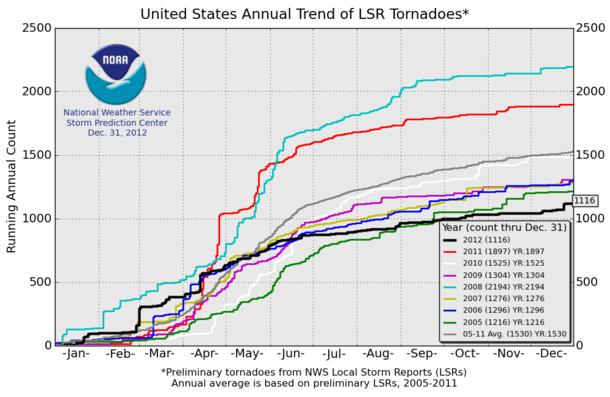 United States Annual Trend of LSR Tornadoes*
2500
2000
1500
1000
500
0
Running Annual Count
NOAA
National Weather Service
Storm Prediction Center
Dec. 31, 2012
2500
2000
1500
1116
500
0
Year (count thru Dec. 31)
2012 (1116)
2011 (1897) YR:1897
2010 (1525) YR:1525
2009 (1304) YR:1304
2008 (2194) YR:2194
2007 (1276) YR:1276
2006 (1296) YR:1296
2005 (1216) YR:1216
05-11 Avg. (1530) YR:1530
-Jan- -Feb- -Mar- -Apr- -May- -Jun- -Jul- -Aug- -Sep- -Oct- -Nov- -Dec-
*Preliminary tornadoes from NWS Local Storm Reports (LSRs)
Annual average is based on preliminary LSRs, 2005-2011